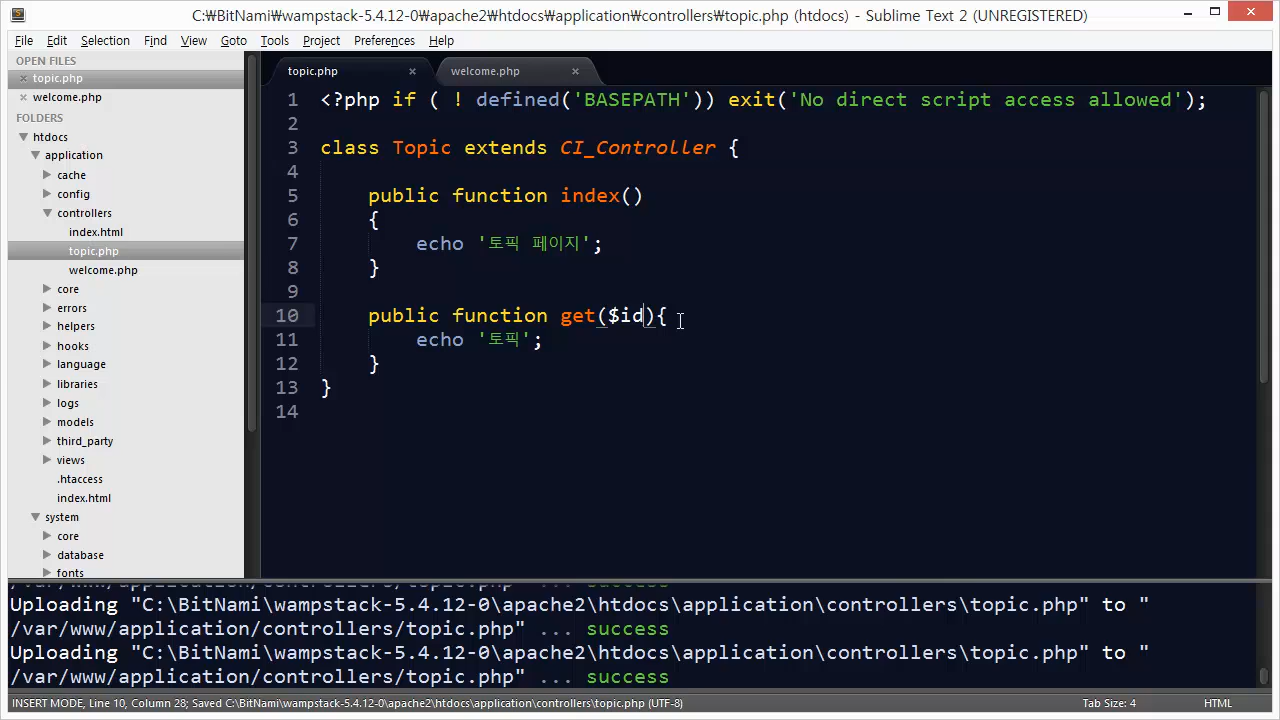 C:₩BitNami₩wampstack-5.4.12-0₩apache2₩htdocs₩application₩controllers₩topic.php (htdocs) - Sublime Text 2 (UNREGISTERED)
File Edit Selection Find View Goto Tools Project Preferences Help
OPEN FILES
topic.php
welcome.php
FOLDERS
htdocs
application
cache
config
controllers
index.html
topic.php
welcome.php
core
errors
helpers
hooks
language
libraries
logs
models
third_party
views
.htaccess
index.html
system
core
database
fonts
topic.php welcome.php
1 <?php if ( ! defined('BASEPATH')) exit('No direct script access allowed');
2
3 class Topic extends CI_Controller {
4
5 public function index()
6 {
7 echo '토픽 페이지';
8 }
9
10 public function get($id){
11 echo '토픽';
12 }
13 }
14
/var/www/application/controllers/topic.php" ... success
Uploading "C:\BitNami\wampstack-5.4.12-0\apache2\htdocs\application\controllers\topic.php" to "
/var/www/application/controllers/topic.php" ... success
Uploading "C:\BitNami\wampstack-5.4.12-0\apache2\htdocs\application\controllers\topic.php" to "
/var/www/application/controllers/topic.php" ... success
INSERT MODE, Line 10, Column 28; Saved C:₩BitNami₩wampstack-5.4.12-0₩apache2₩htdocs₩application₩controllers₩topic.php (UTF-8) Tab Size: 4 HTML